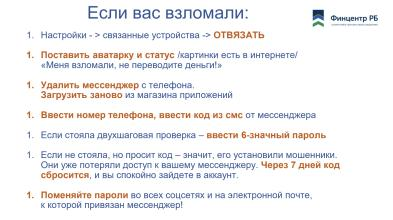 Если вас взломали:
Финцентр РБ
1. Настройки - > связанные устройства -> ОТВЯЗАТЬ
1. Поставить аватарку и статус /картинки есть в интернете/
«Меня взломали, не переводите деньги!»
1. Удалить мессенджер с телефона.
Загрузить заново из магазина приложений
1. Ввести номер телефона, ввести код из смс от мессенджера
1. Если стояла двухшаговая проверка – ввести 6-значный пароль
1. Если не стояла, но просит код – значит, его установили мошенники.
Они уже потеряли доступ к вашему мессенджеру. Через 7 дней код
сбросится, и вы спокойно зайдете в аккаунт.
1. Поменяйте пароли во всех соцсетях и на электронной почте,
к которой привязан мессенджер!